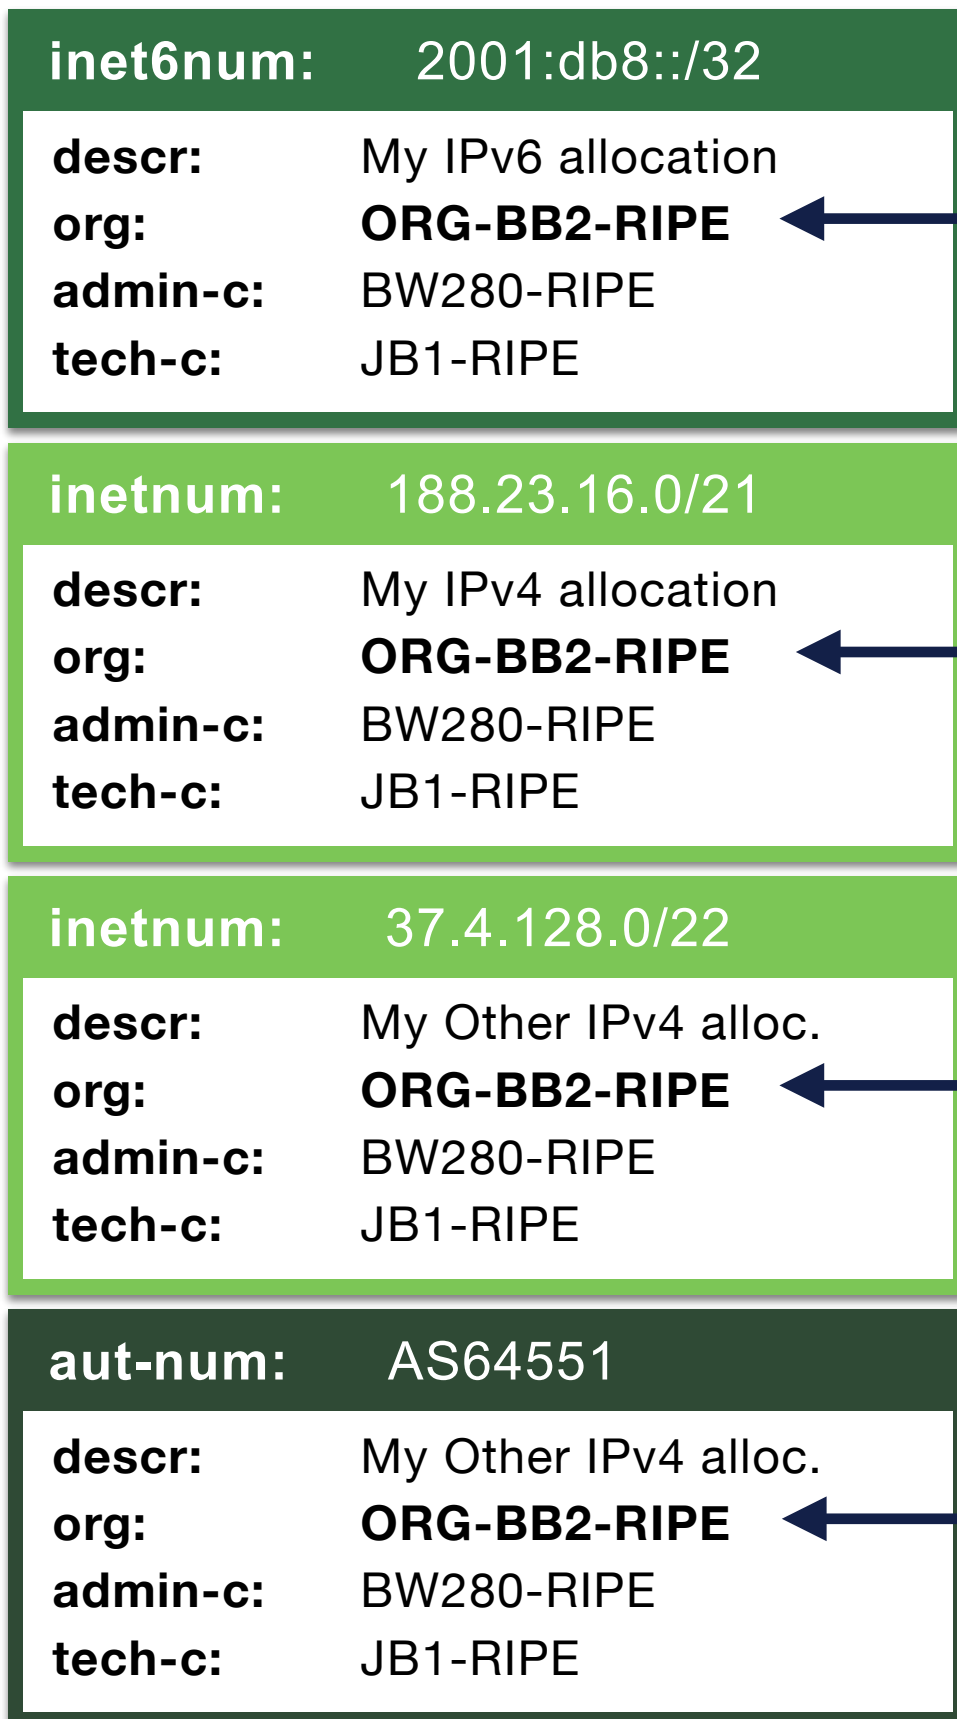 inet6num: 2001:db8::/32
descr: My IPv6 allocation
org: ORG-BB2-RIPE
admin-c: BW280-RIPE
tech-c: JB1-RIPE
inetnum: 188.23.16.0/21
descr: My IPv4 allocation
org: ORG-BB2-RIPE
admin-c: BW280-RIPE
tech-c: JB1-RIPE
inetnum: 37.4.128.0/22
descr: My Other IPv4 alloc.
org: ORG-BB2-RIPE
admin-c: BW280-RIPE
tech-c: JB1-RIPE
aut-num: AS64551
descr: My Other IPv4 alloc.
org: ORG-BB2-RIPE
admin-c: BW280-RIPE
tech-c: JB1-RIPE